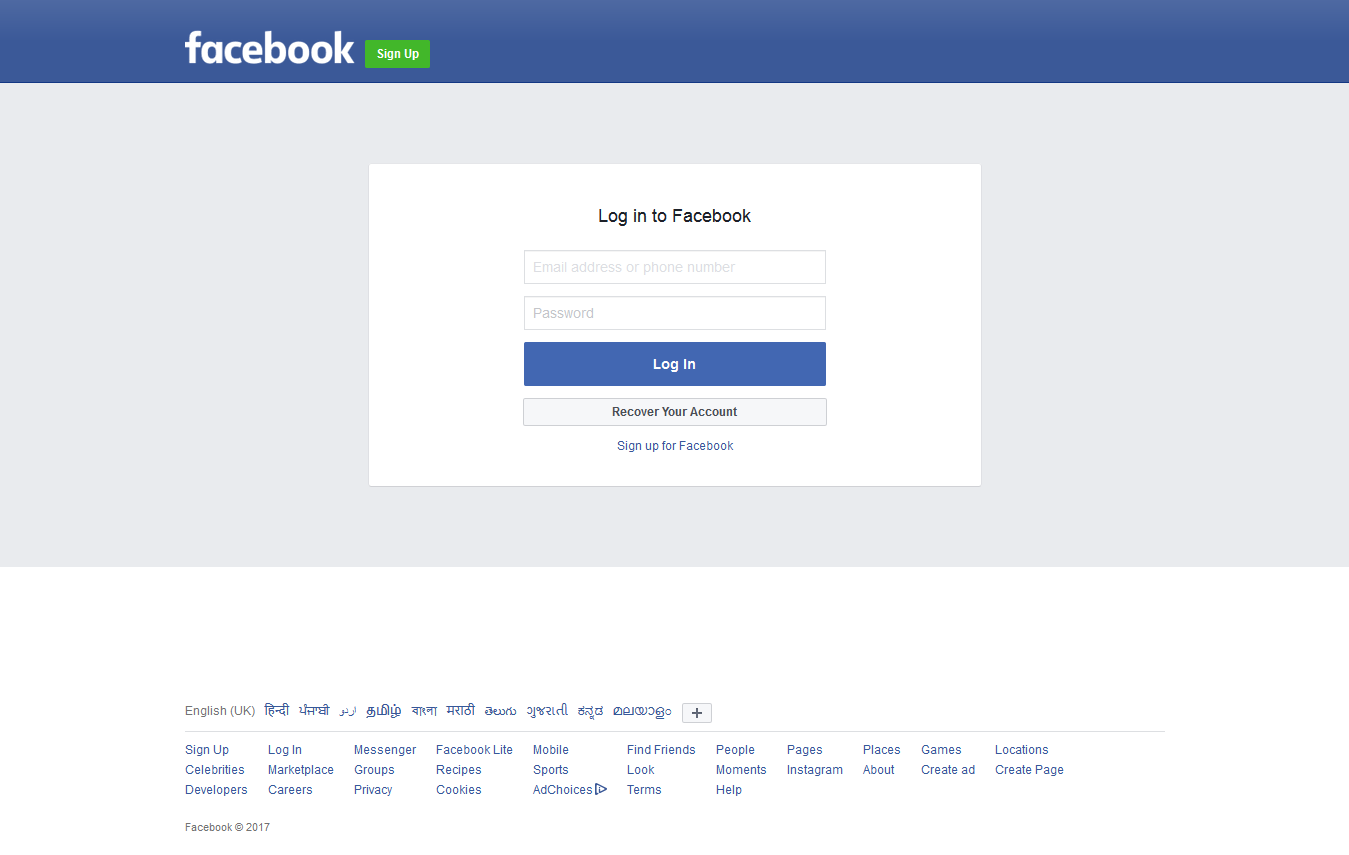 facebook Sign Up
Log in to Facebook
Email address or phone number
Password
Log In
Recover Your Account
Sign up for Facebook
English (UK) हिन्दी ਪੰਜਾਬੀ اردو தமிழ் বাংলা मराठी తెలుగు ગુજરાતી ಕನ್ನಡ മലയാളം +
Sign Up Log In Messenger Facebook Lite Mobile Find Friends People Pages Places Games Locations
Celebrities Marketplace Groups Recipes Sports Look Moments Instagram About Create ad Create Page
Developers Careers Privacy Cookies AdChoices Terms Help
Facebook © 2017